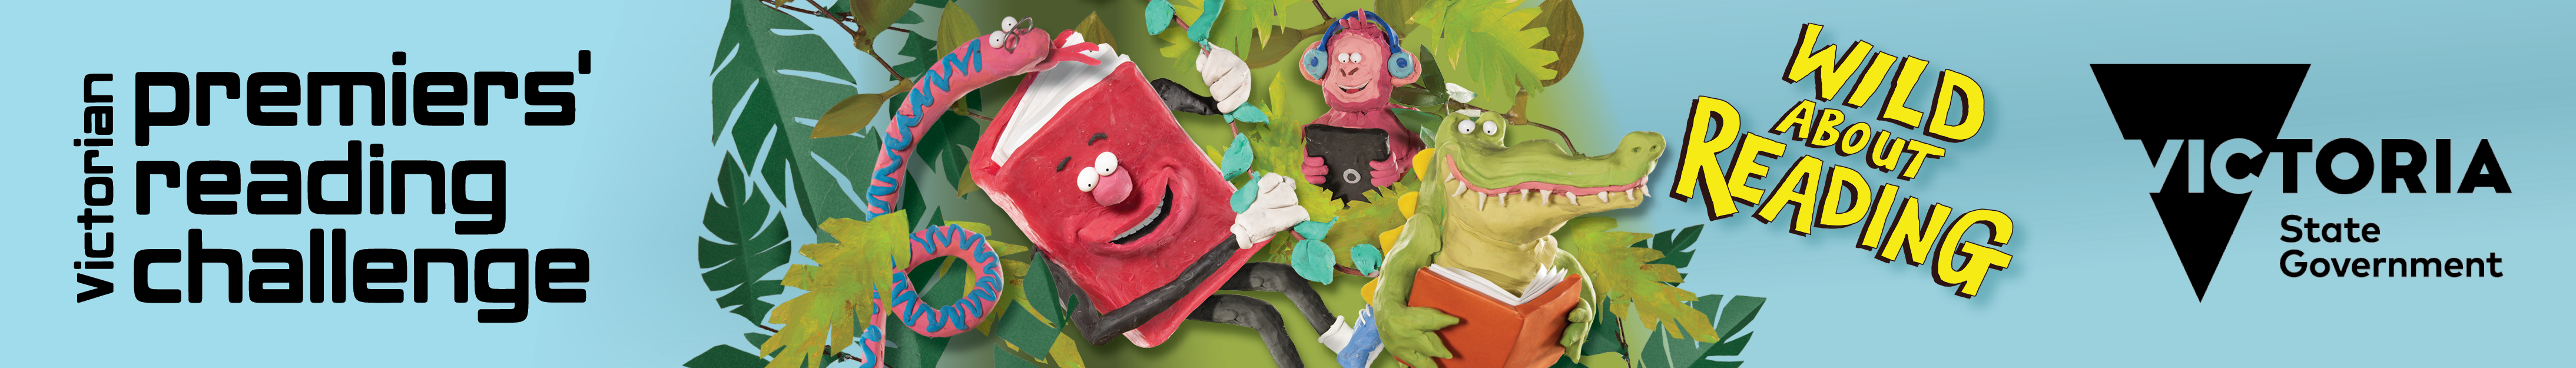 Victorian
premiers'
reading
challenge
WILD
ABOUT
READING
VICTORIA
State
Government